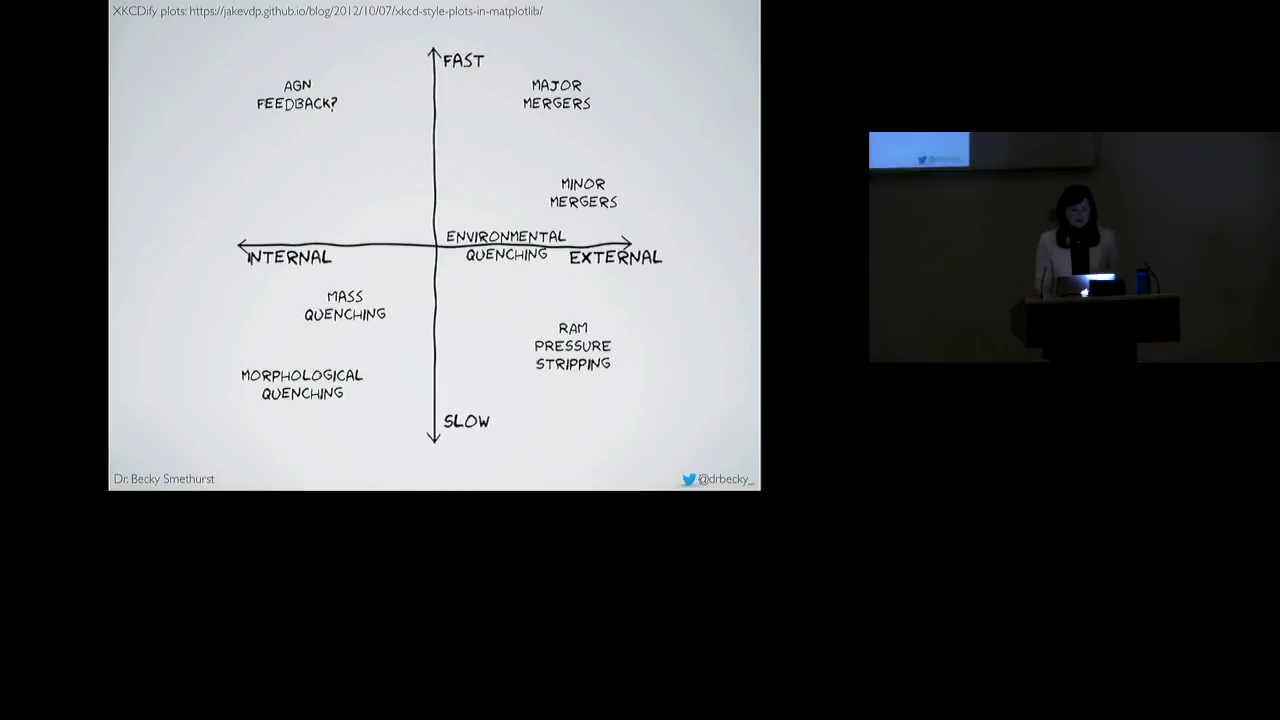 XKCDify plots: https://jakevdp.github.io/blog/2012/10/07/xkcd-style-plots-in-matplotlib/
FAST
AGN
FEEDBACK?
MAJOR
MERGERS
MINOR
MERGERS
ENVIRONMENTAL
QUENCHING
INTERNAL
EXTERNAL
MASS
QUENCHING
RAM
PRESSURE
STRIPPING
MORPHOLOGICAL
QUENCHING
SLOW
Dr. Becky Smethurst
@drbecky_
@drbecky_